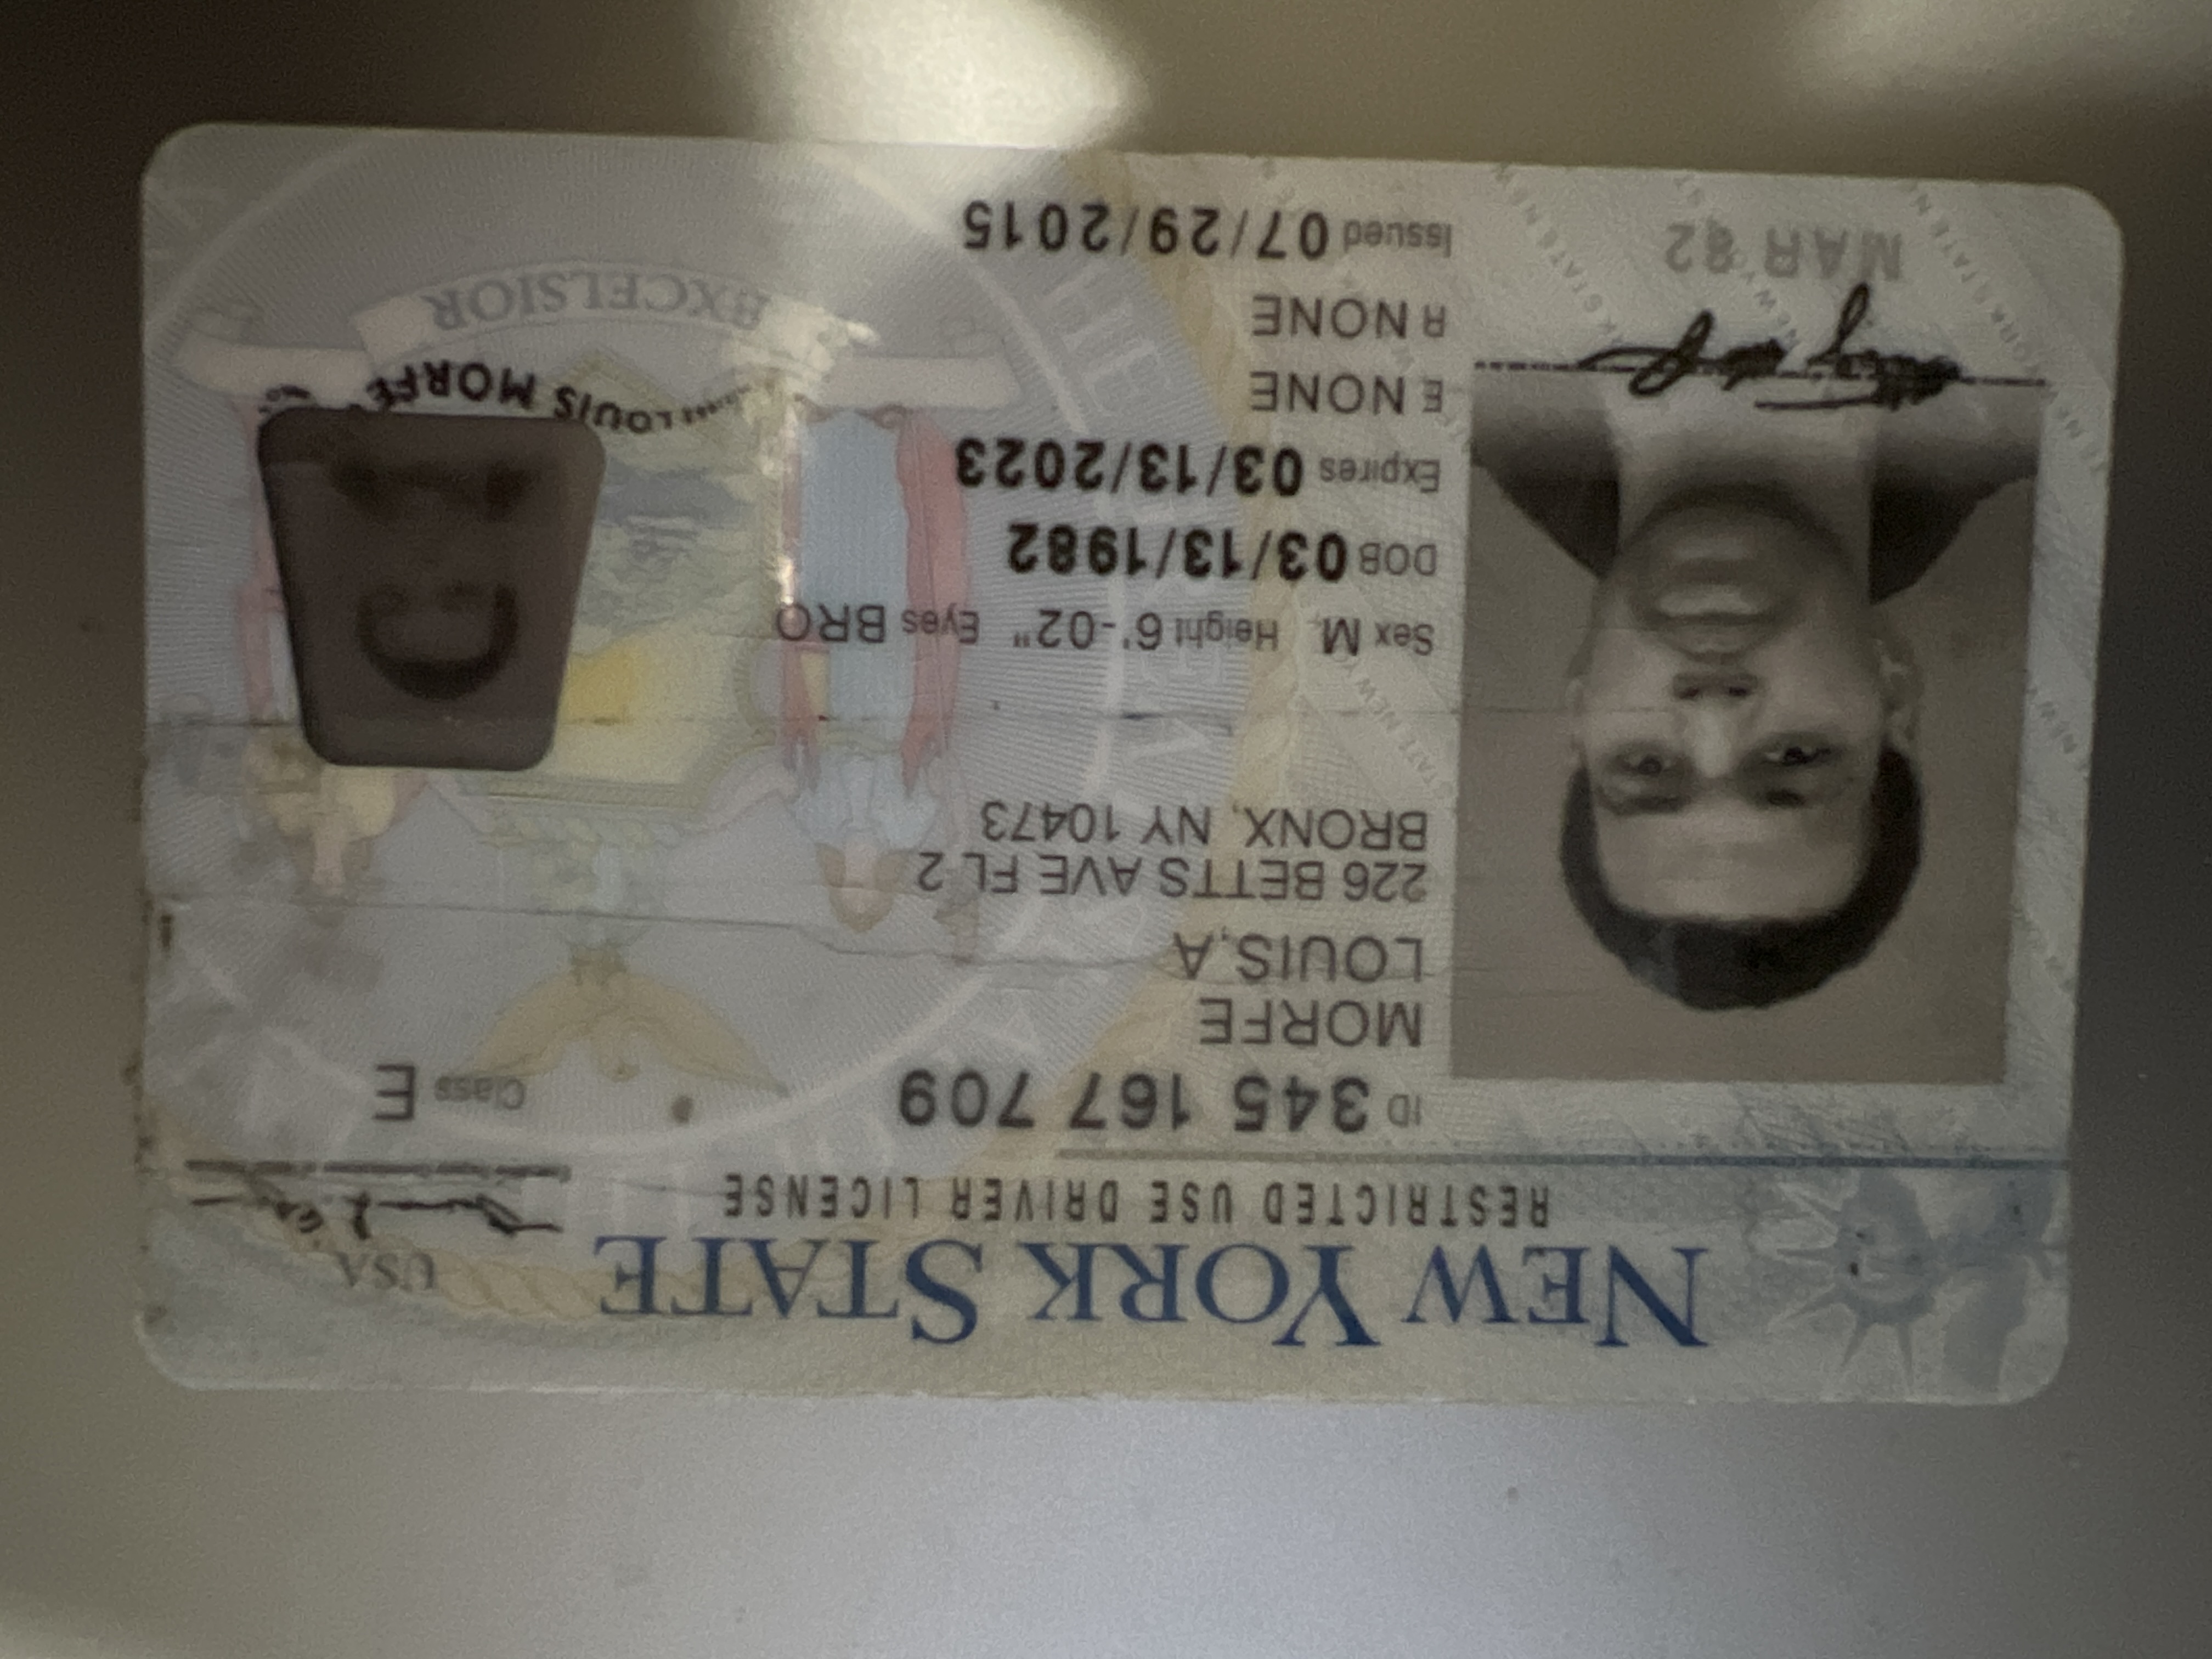 NEW YORK STATE
USA
RESTRICTED USE DRIVER LICENSE
ID 345 167 709
Class E
MORFE
LOUIS,A
226 BETTS AVE FL 2
BRONX, NY 10473
Sex M Height 6'-02" Eyes BRO
DOB 03/13/1982
Expires 03/13/2023
E NONE
R NONE
Issued 07/29/2015
LOUIS MORFE
EXCELSIOR
MAR 82